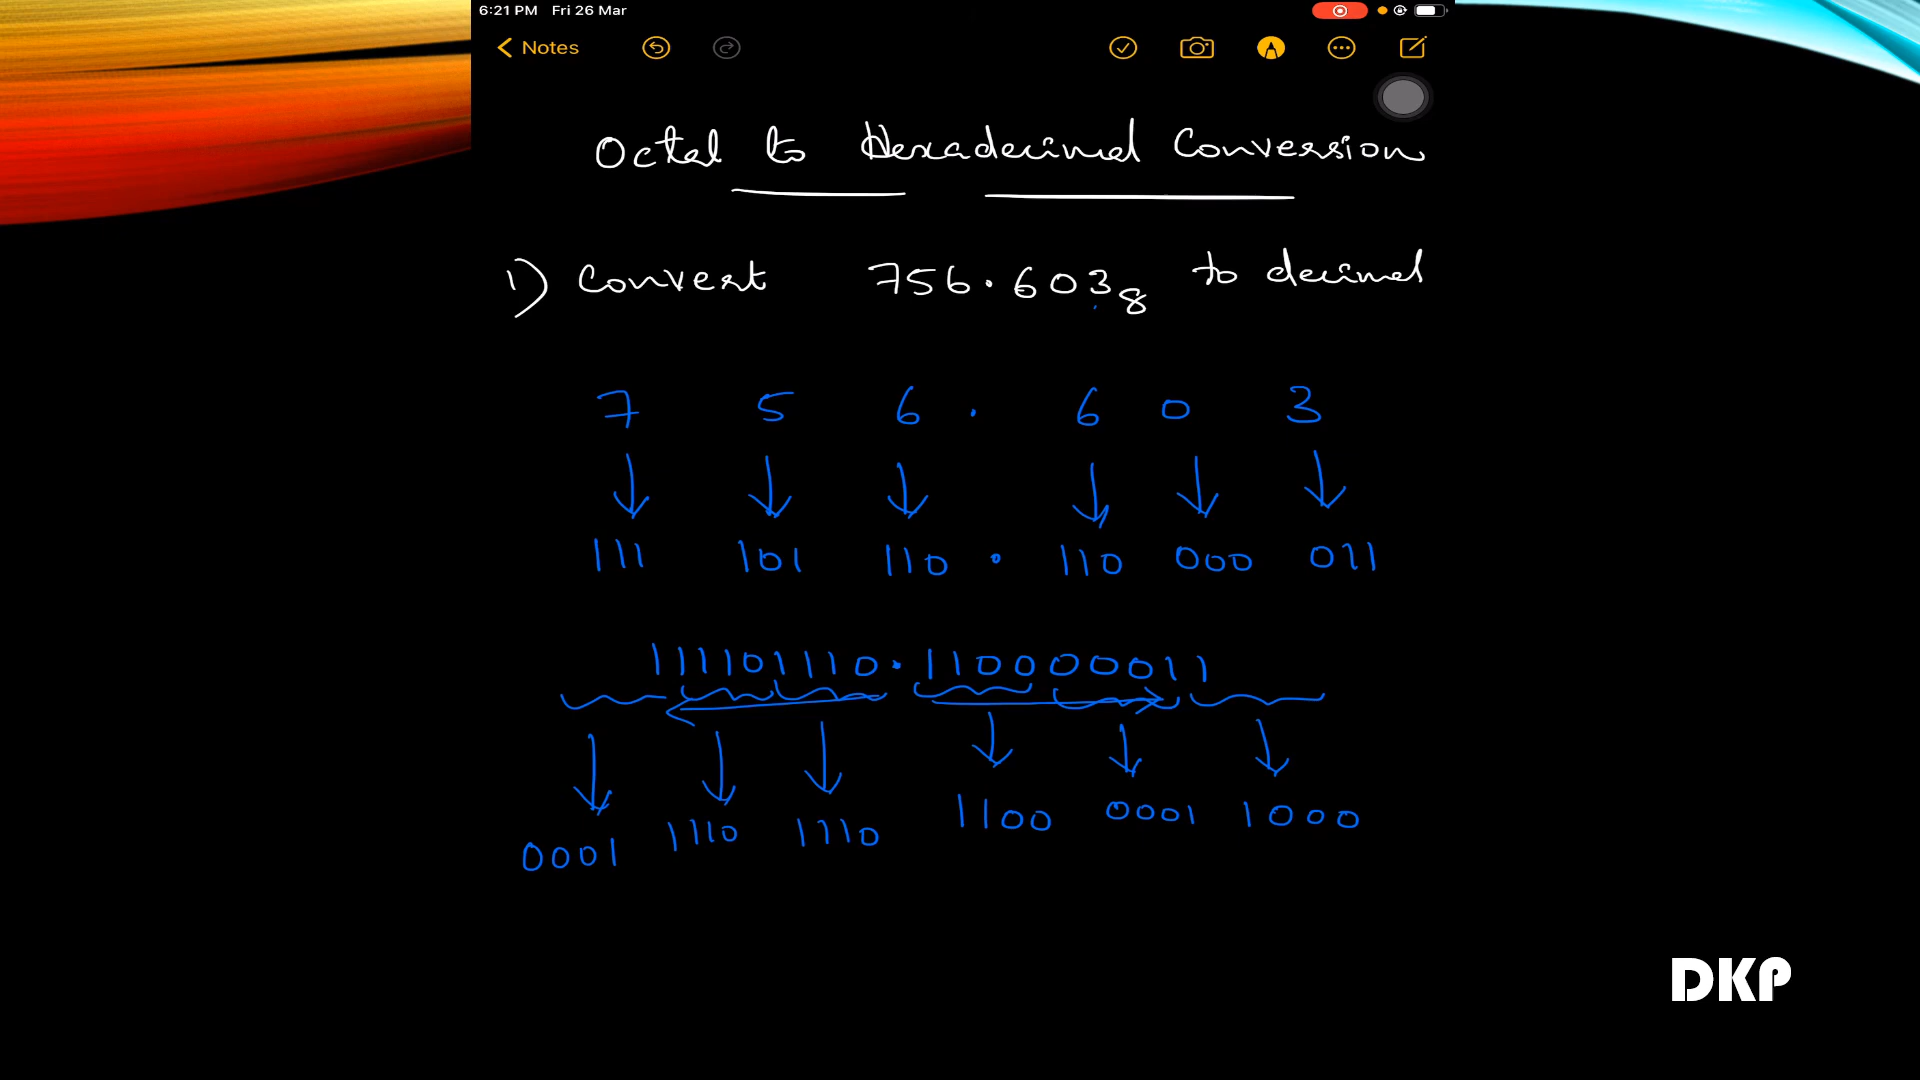 6:21 PM Fri 26 Mar
Notes
Octal to Hexadecimal Conversion
1) Convert 756.603₈ to decimal
7 5 6 . 6 0 3
111 101 110 . 110 000 011
111101110.110000011
0001 1110 1110 1100 0001 1000
DKP